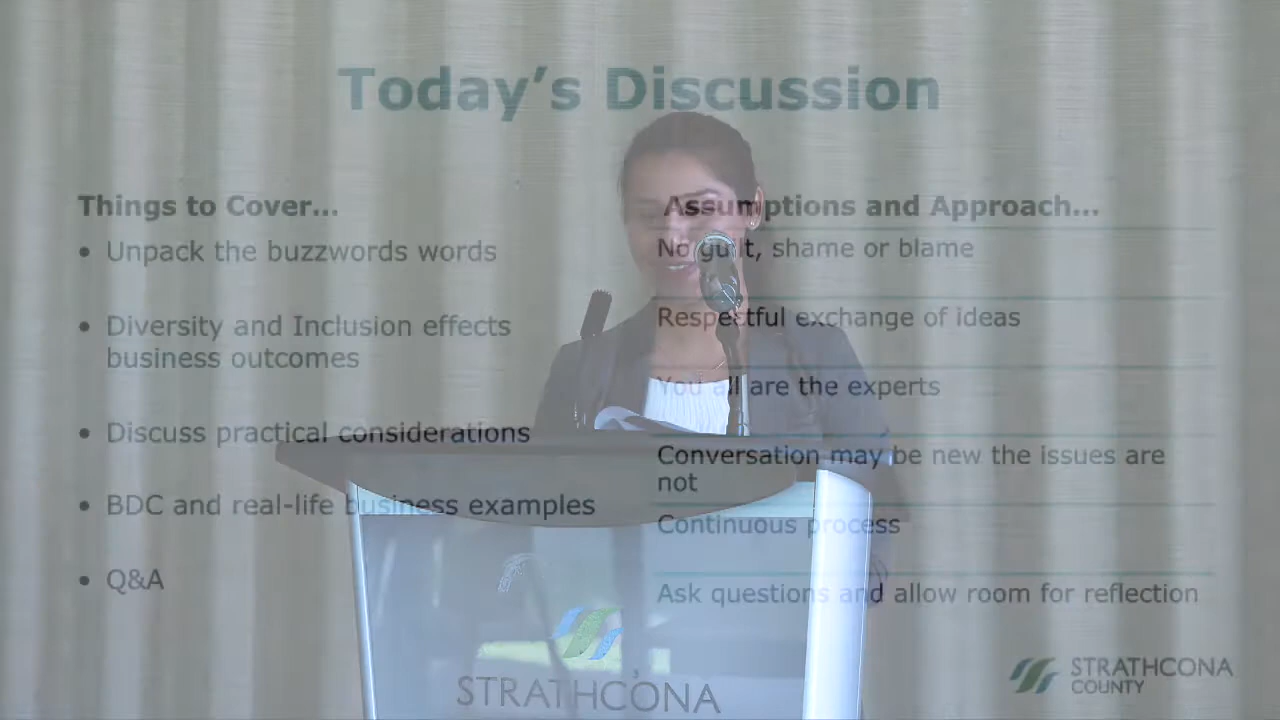 Today's Discussion
Things to Cover...
• Unpack the buzzwords words
• Diversity and Inclusion effects
business outcomes
• Discuss practical considerations
• BDC and real-life business examples
• Q&A
Assumptions and Approach...
No guilt, shame or blame
Respectful exchange of ideas
You all are the experts
Conversation may be new the issues are
not
Continuous process
Ask questions and allow room for reflection
STRATHCONA
COUNTY
STRATHCONA